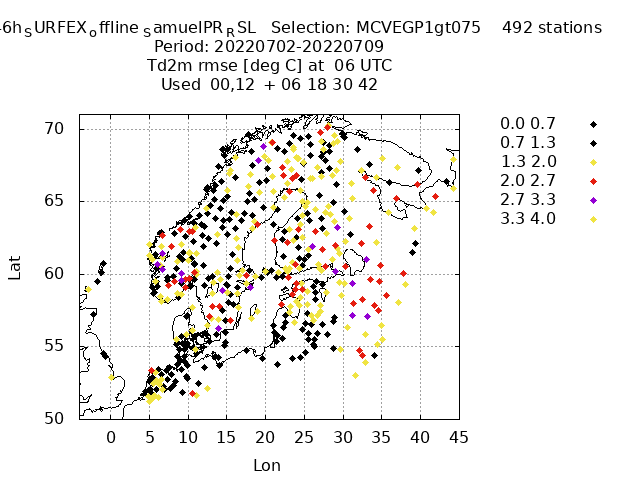 46h SURFEX offline SamuelPR RSL Selection: MCVEGP1gt075 492 stations
Period: 20220702-20220709
Td2m rmse [deg C] at 06 UTC
Used 00,12 + 06 18 30 42
0.0 0.7
0.7 1.3
1.3 2.0
2.0 2.7
2.7 3.3
3.3 4.0
70
65
60
55
50
Lat
0 5 10 15 20 25 30 35 40 45
Lon